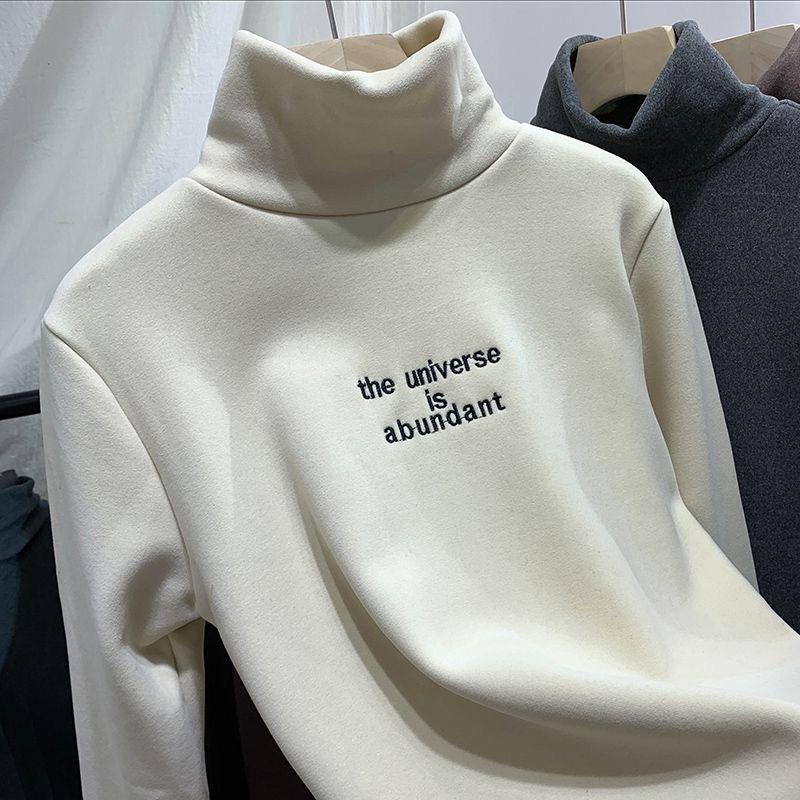 the universe
is
abundant